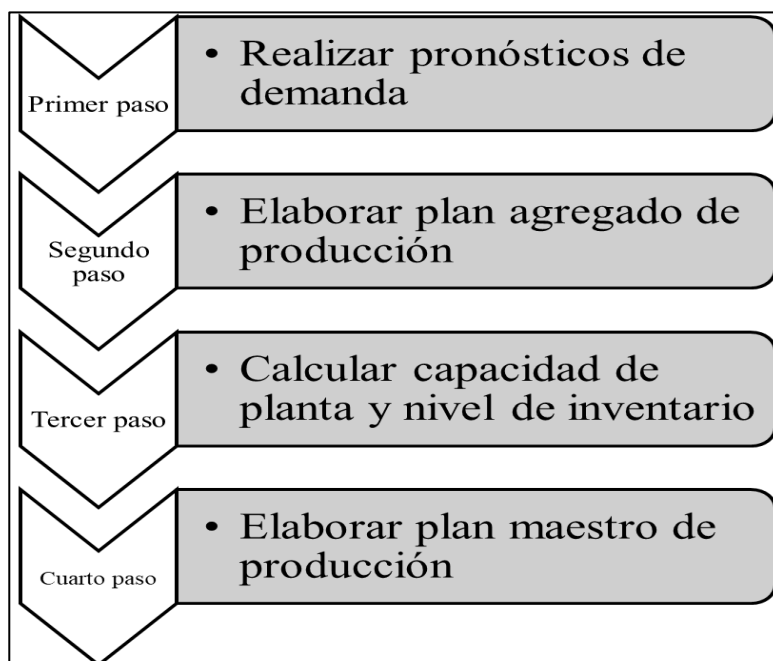 Primer paso
• Realizar pronósticos de
demanda
Segundo
paso
• Elaborar plan agregado de
producción
Tercer paso
• Calcular capacidad de
planta y nivel de inventario
Cuarto paso
• Elaborar plan maestro de
producción